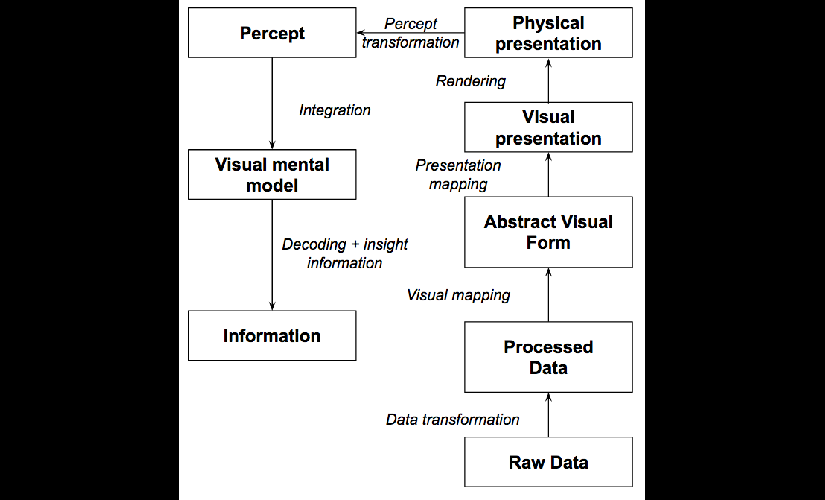 Percept
Percept
transformation
Physical
presentation
Rendering
Integration
Visual
presentation
Visual mental
model
Presentation
mapping
Abstract Visual
Form
Decoding + insight
information
Visual mapping
Information
Processed
Data
Data transformation
Raw Data